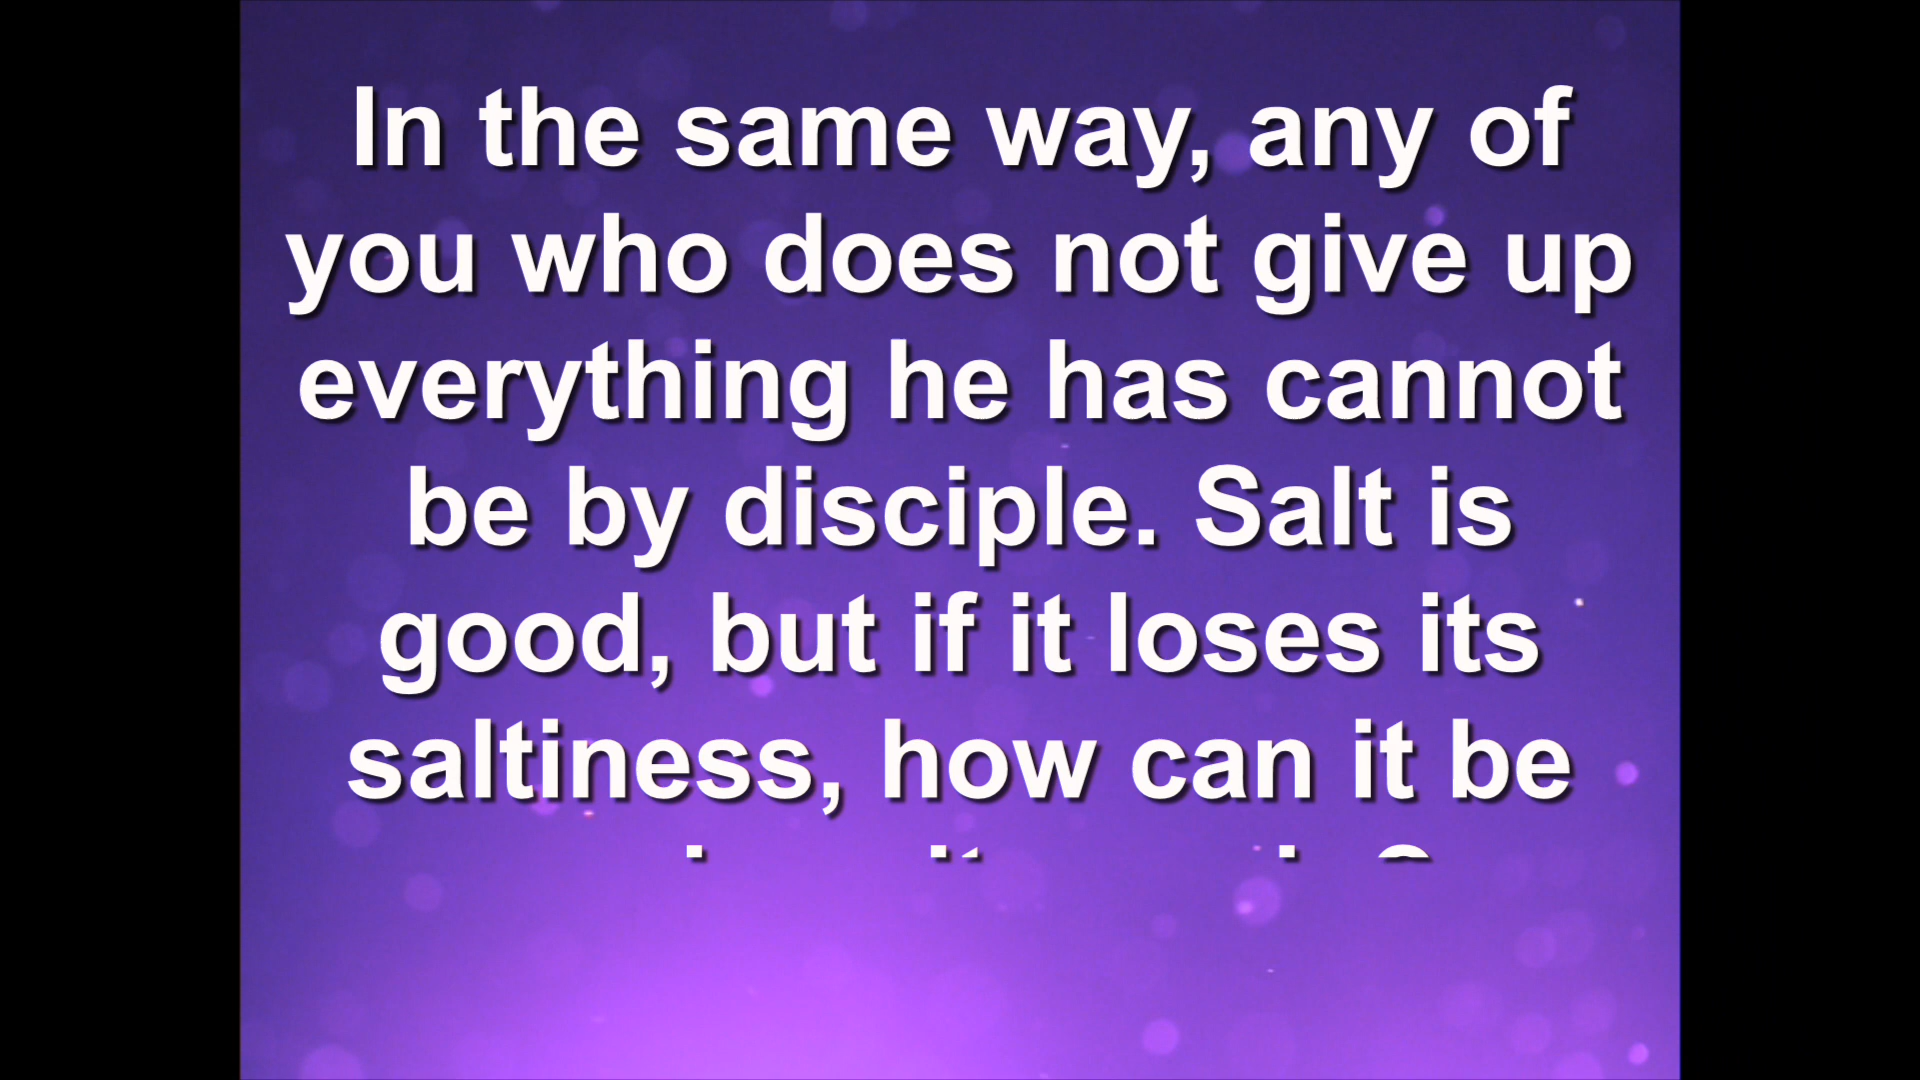 In the same way, any of
you who does not give up
everything he has cannot
be by disciple. Salt is
good, but if it loses its
saltiness, how can it be